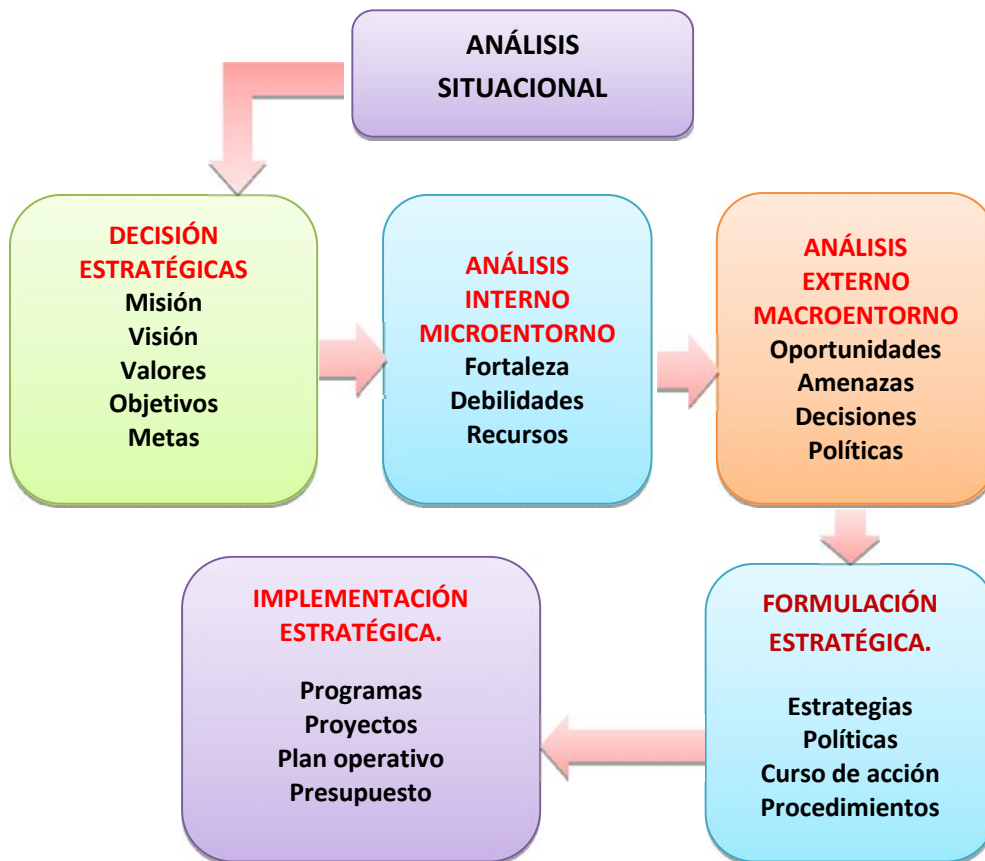 ANÁLISIS
SITUACIONAL
DECISIÓN
ESTRATÉGICAS
Misión
Visión
Valores
Objetivos
Metas
ANÁLISIS
INTERNO
MICROENTORNO
Fortaleza
Debilidades
Recursos
ANÁLISIS
EXTERNO
MACROENTORNO
Oportunidades
Amenazas
Decisiones
Políticas
FORMULACIÓN
ESTRATÉGICA.
Estrategias
Políticas
Curso de acción
Procedimientos
IMPLEMENTACIÓN
ESTRATÉGICA.
Programas
Proyectos
Plan operativo
Presupuesto